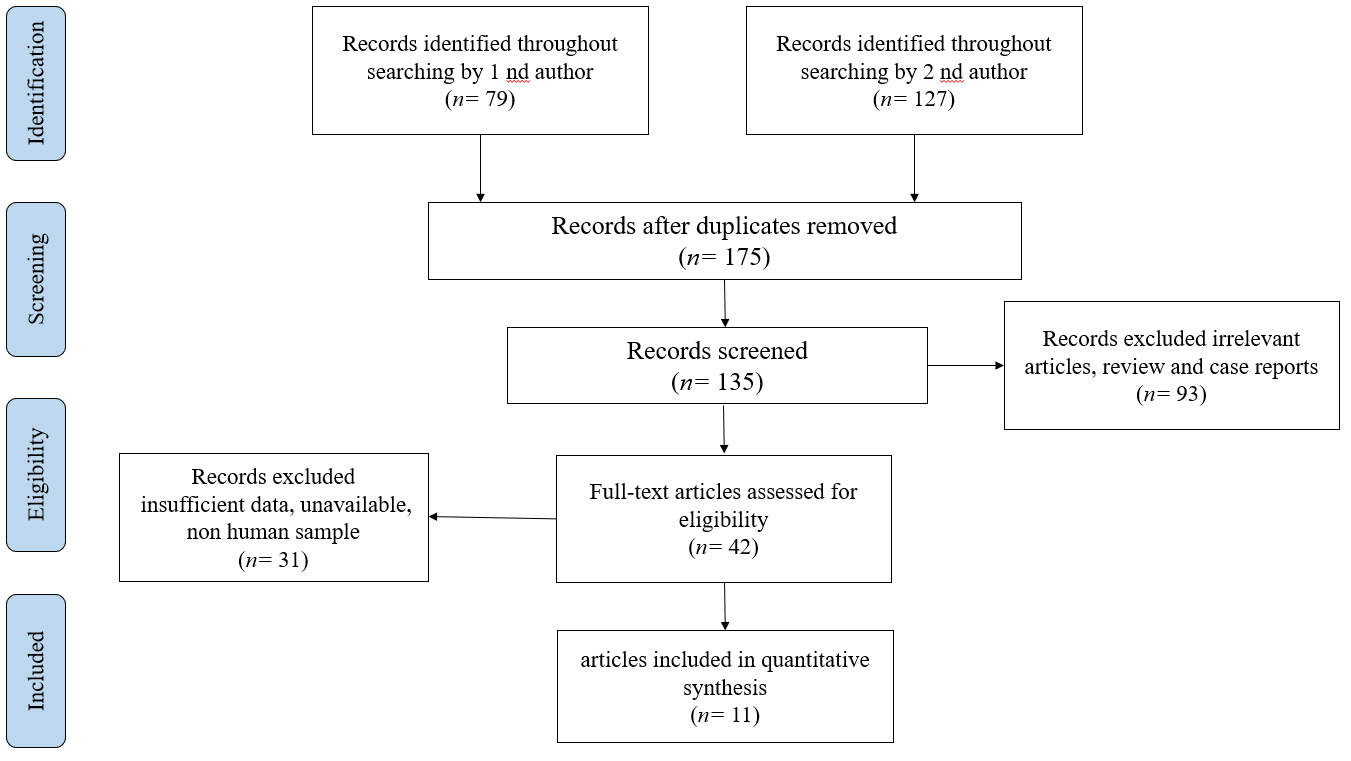 Identification
Records identified throughout
searching by 1 nd author
(n= 79)
Records identified throughout
searching by 2 nd author
(n= 127)
Screening
Records after duplicates removed
(n= 175)
Records screened
(n= 135)
Records excluded irrelevant
articles, review and case reports
(n= 93)
Eligibility
Records excluded
insufficient data, unavailable,
non human sample
(n= 31)
Full-text articles assessed for
eligibility
(n= 42)
Included
articles included in quantitative
synthesis
(n= 11)